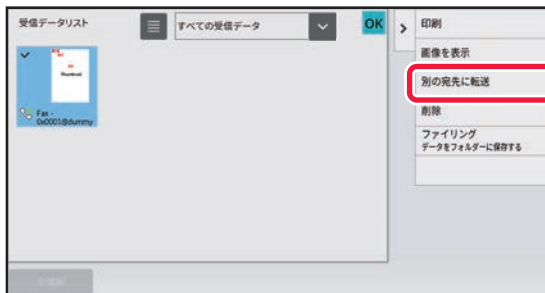 受信データリスト
すべての受信データ
OK
Fax -
0x0001@dummy
印刷
画像を表示
別の宛先に転送
削除
ファイリング
データをフォルダーに保存する